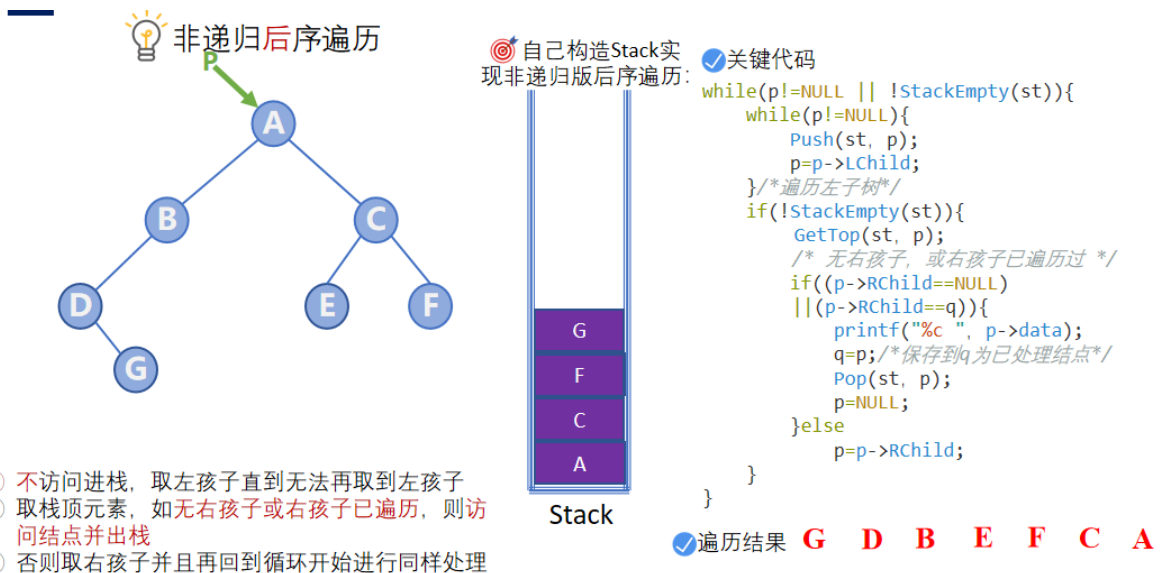 非递归后序遍历
P
A
B
C
D
E
F
G
不访问进栈，取左孩子直到无法再取到左孩子
取栈顶元素，如无右孩子或右孩子已遍历，则访
问结点并出栈
否则取右孩子并且再回到循环开始进行同样处理
自己构造Stack实
现非递归版后序遍历：
G
F
C
A
Stack
关键代码
while(p!=NULL || !StackEmpty(st)){
while(p!=NULL){
Push(st, p);
p=p->LChild;
}/*遍历左子树*/
if(!StackEmpty(st)){
GetTop(st, p);
/* 无右孩子，或右孩子已遍历过 */
if((p->RChild==NULL)
||(p->RChild==q)){
printf("%c ", p->data);
q=p;/*保存到q为已处理结点*/
Pop(st, p);
p=NULL;
}else
p=p->RChild;
}
}
遍历结果 G D B E F C A